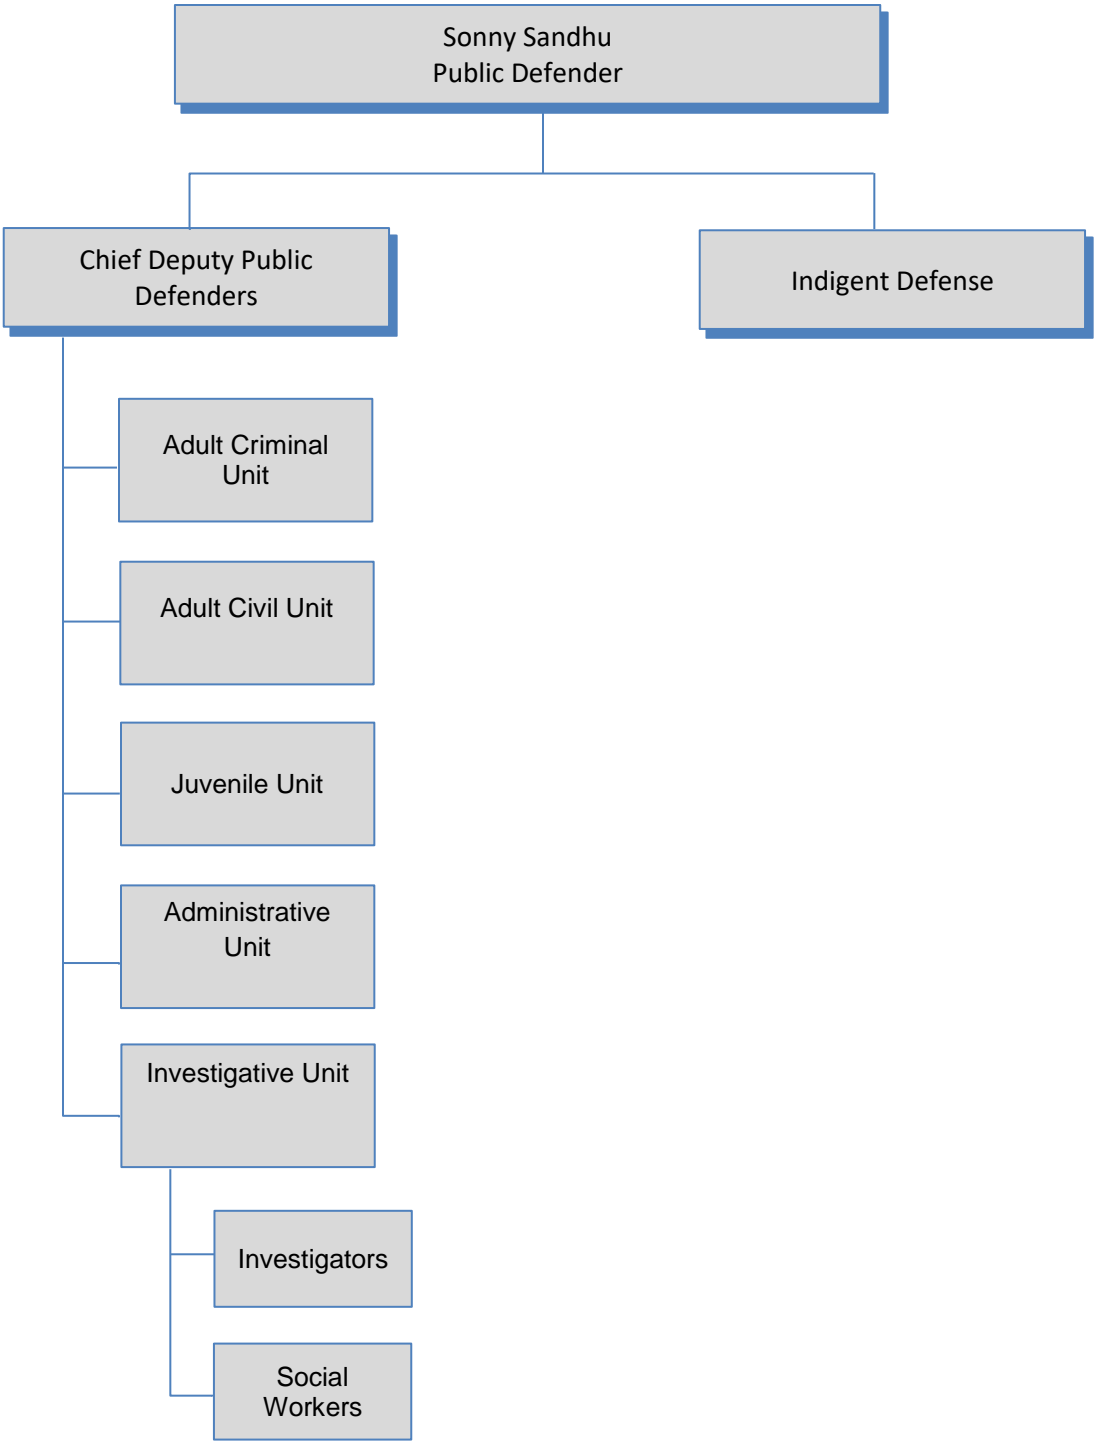 Sonny Sandhu
Public Defender
Chief Deputy Public
Defenders
Indigent Defense
Adult Criminal
Unit
Adult Civil Unit
Juvenile Unit
Administrative
Unit
Investigative Unit
Investigators
Social
Workers